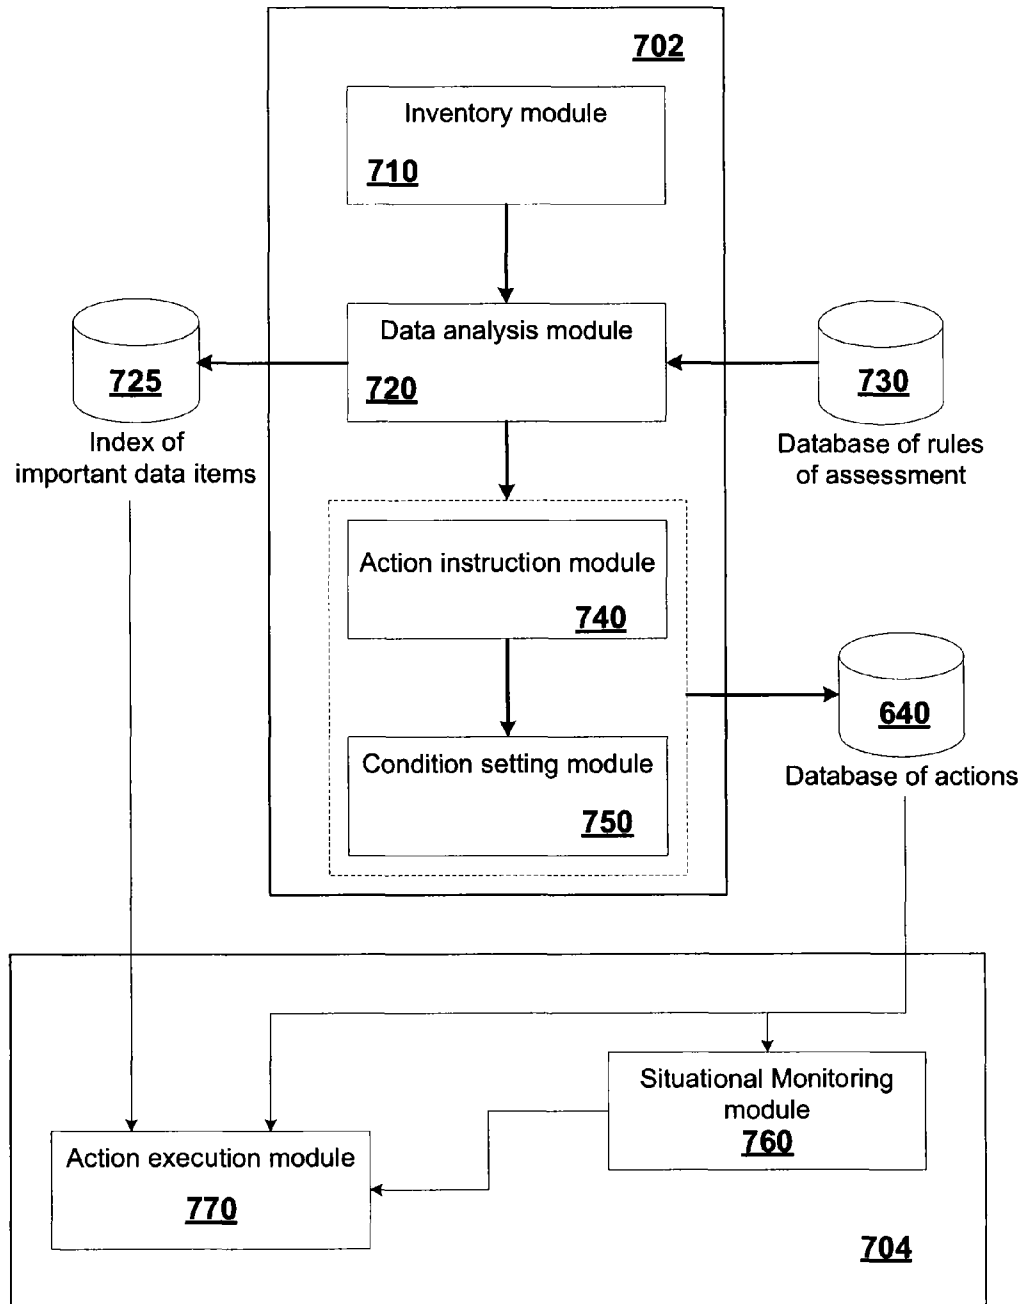 702
Inventory module
710
Data analysis module
720
725
Index of
important data items
730
Database of rules
of assessment
Action instruction module
740
Condition setting module
750
640
Database of actions
Situational Monitoring
module
760
Action execution module
770
704